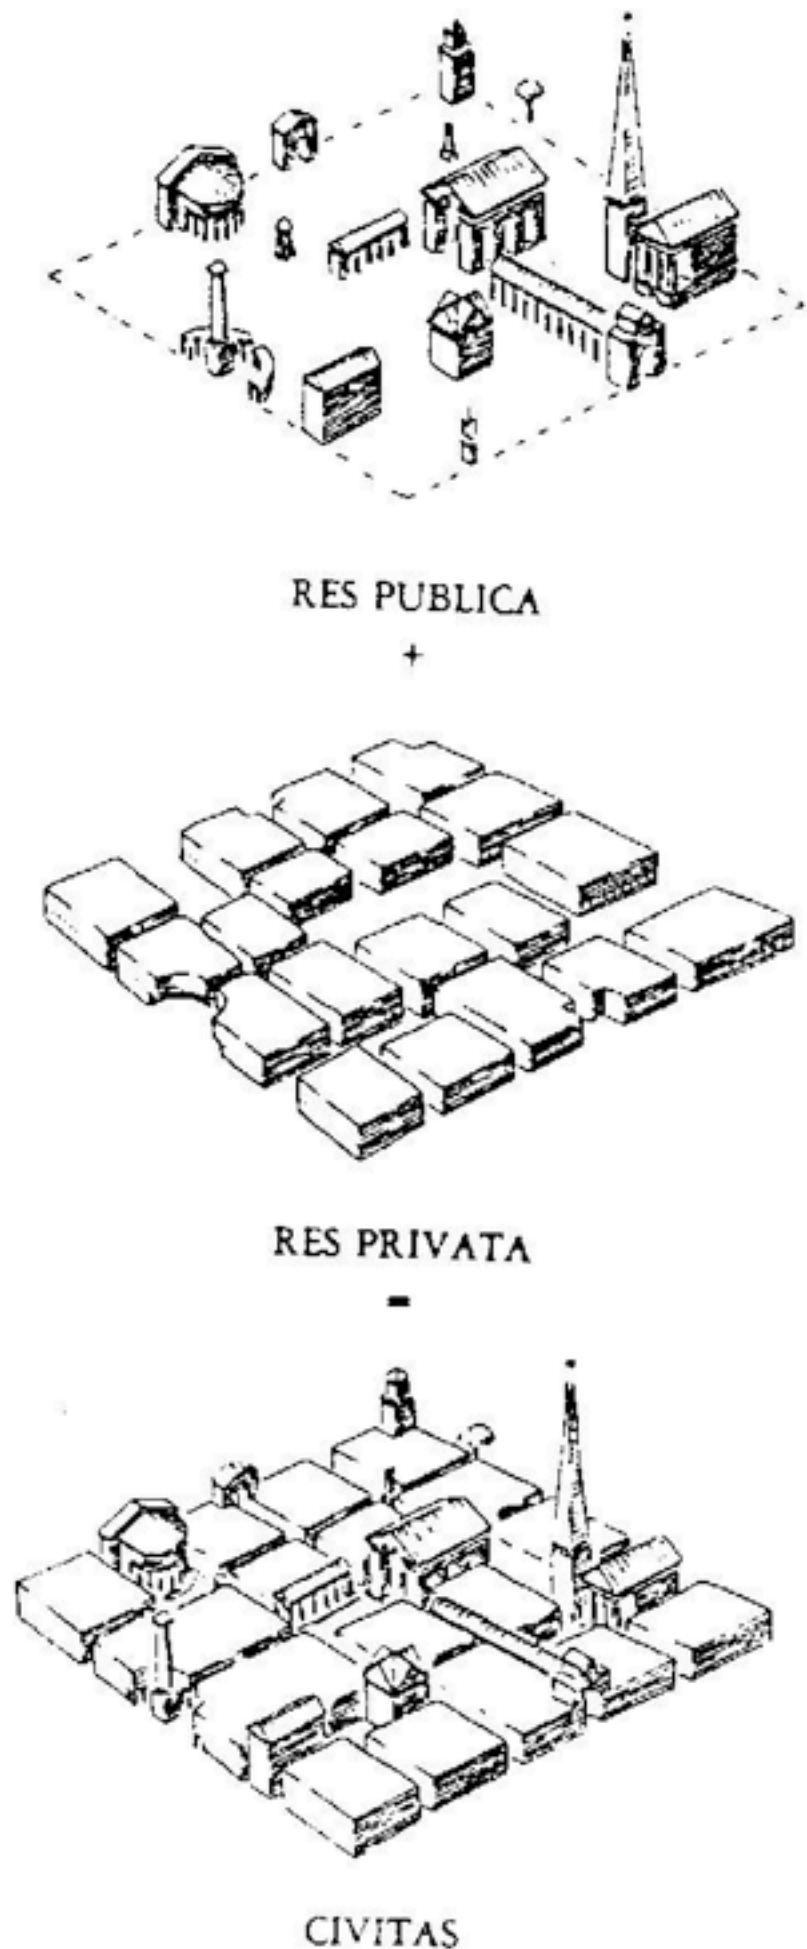 RES PUBLICA
+
RES PRIVATA
=
CIVITAS